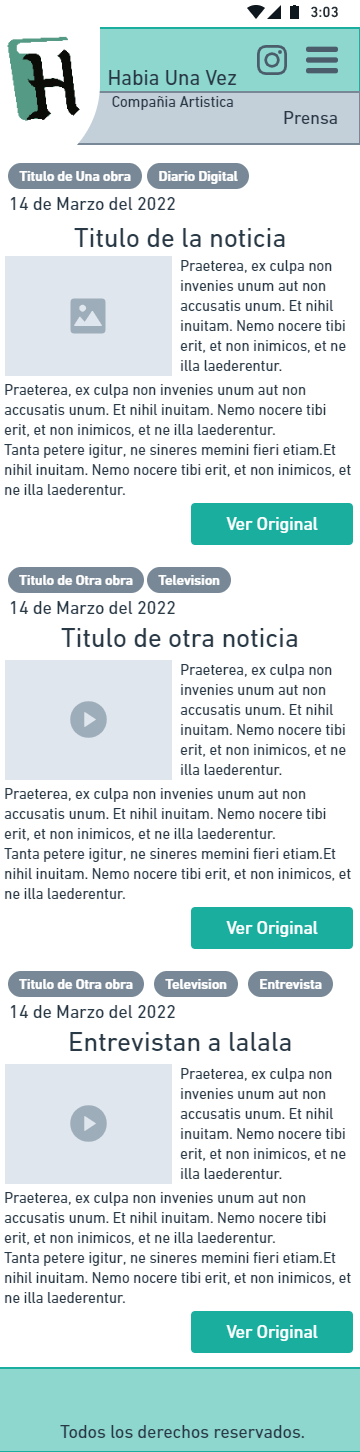 3:03
H
Habia Una Vez
Compañia Artistica
Prensa
Titulo de Una obra Diario Digital
14 de Marzo del 2022
Titulo de la noticia
Praeterea, ex culpa non
invenies unum aut non
accusatis unum. Et nihil
inuitam. Nemo nocere tibi
erit, et non inimicos, et ne
illa laederentur.
Praeterea, ex culpa non invenies unum aut non
accusatis unum. Et nihil inuitam. Nemo nocere tibi
erit, et non inimicos, et ne illa laederentur.
Tanta petere igitur, ne sineres memini fieri etiam.Et
nihil inuitam. Nemo nocere tibi erit, et non inimicos, et
ne illa laederentur.
Ver Original
Titulo de Otra obra Television
14 de Marzo del 2022
Titulo de otra noticia
Praeterea, ex culpa non
invenies unum aut non
accusatis unum. Et nihil
inuitam. Nemo nocere tibi
erit, et non inimicos, et ne
illa laederentur.
Praeterea, ex culpa non invenies unum aut non
accusatis unum. Et nihil inuitam. Nemo nocere tibi
erit, et non inimicos, et ne illa laederentur.
Tanta petere igitur, ne sineres memini fieri etiam.Et
nihil inuitam. Nemo nocere tibi erit, et non inimicos, et
ne illa laederentur.
Ver Original
Titulo de Otra obra Television Entrevista
14 de Marzo del 2022
Entrevistan a lalala
Praeterea, ex culpa non
invenies unum aut non
accusatis unum. Et nihil
inuitam. Nemo nocere tibi
erit, et non inimicos, et ne
illa laederentur.
Praeterea, ex culpa non invenies unum aut non
accusatis unum. Et nihil inuitam. Nemo nocere tibi
erit, et non inimicos, et ne illa laederentur.
Tanta petere igitur, ne sineres memini fieri etiam.Et
nihil inuitam. Nemo nocere tibi erit, et non inimicos, et
ne illa laederentur.
Ver Original
Todos los derechos reservados.